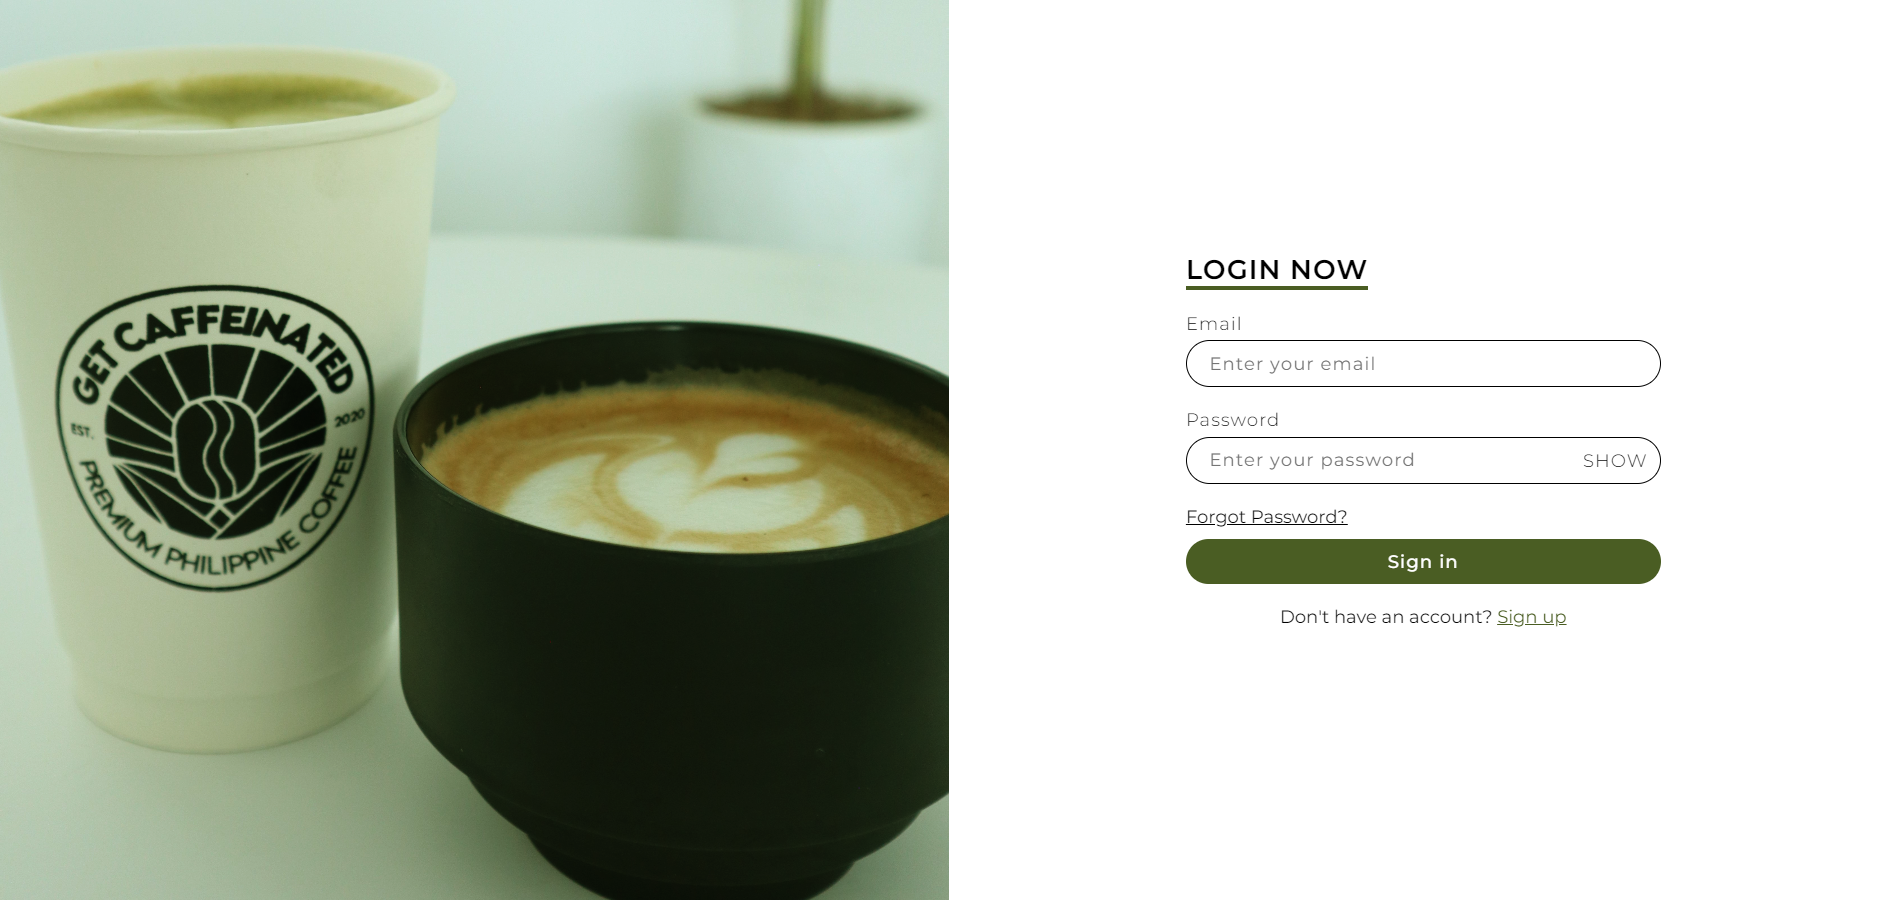 GET CAFFEINATED
EST. 2020
PREMIUM PHILIPPINE COFFEE
LOGIN NOW
Email
Enter your email
Password
Enter your password SHOW
Forgot Password?
Sign in
Don't have an account? Sign up